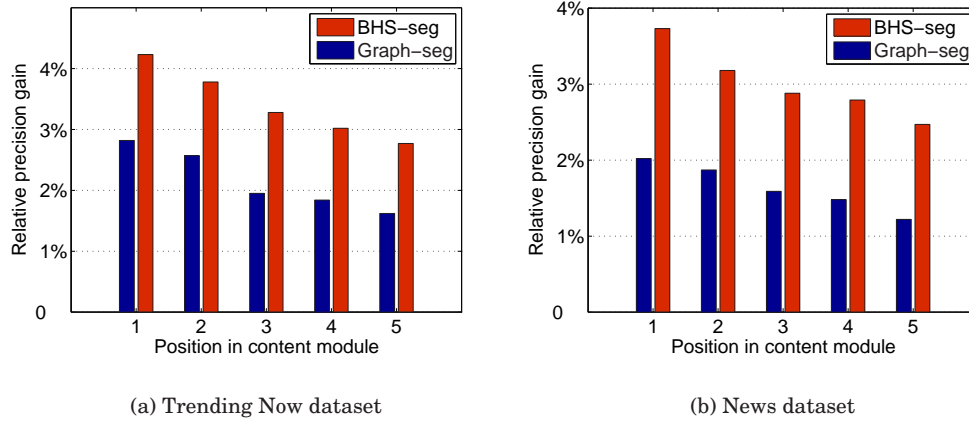 BHS-seg
Graph-seg
4%
3%
2%
1%
0
Relative precision gain
1 2 3 4 5
Position in content module
(a) Trending Now dataset
BHS-seg
Graph-seg
4%
3%
2%
1%
0
Relative precision gain
1 2 3 4 5
Position in content module
(b) News dataset